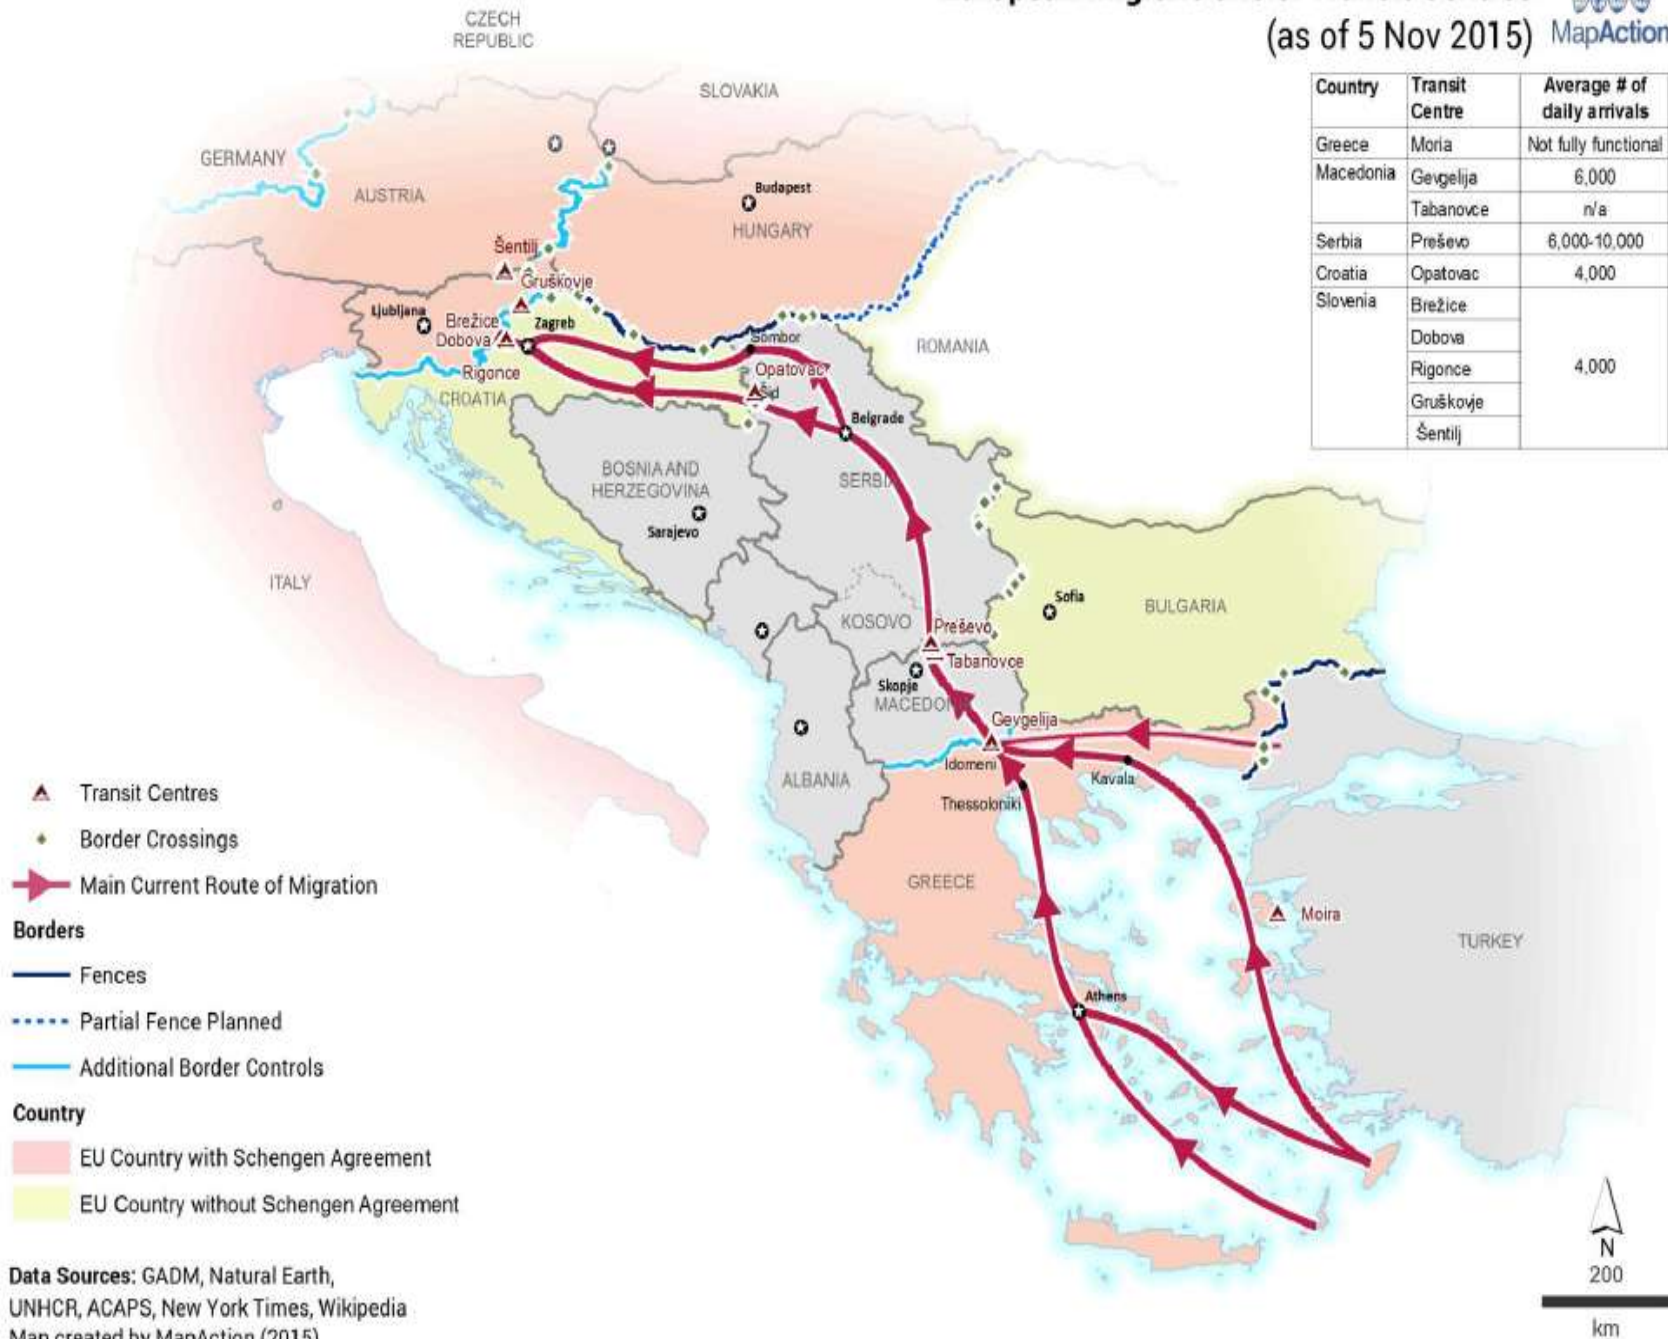 (as of 5 Nov 2015)
MapAction
Country Transit Centre Average # of daily arrivals
Greece Moria Not fully functional
Macedonia Gevgelija 6,000
Tabanovce n/a
Serbia Preševo 6,000-10,000
Croatia Opatovac 4,000
Slovenia Brežice
Dobova
Rigonce 4,000
Gruškovje
Šentilj
CZECH
REPUBLIC
SLOVAKIA
GERMANY
AUSTRIA
Budapest
HUNGARY
Šentilj
Gruškovje
Ljubljana
Brežice
Zagreb
Dobova
Sombor
ROMANIA
Rigonce
Opatovac
Šid
CROATIA
Belgrade
BOSNIA AND
HERZEGOVINA
SERBIA
Sarajevo
ITALY
Sofia
BULGARIA
KOSOVO
Preševo
Tabanovce
Skopje
MACEDONI
Gevgelija
Idomeni
Kavala
ALBANIA
Thessoloniki
GREECE
Moira
TURKEY
Athens
Transit Centres
Border Crossings
Main Current Route of Migration
Borders
Fences
Partial Fence Planned
Additional Border Controls
Country
EU Country with Schengen Agreement
EU Country without Schengen Agreement
Data Sources: GADM, Natural Earth,
UNHCR, ACAPS, New York Times, Wikipedia
Map created by MapAction (2015)
N
200
km